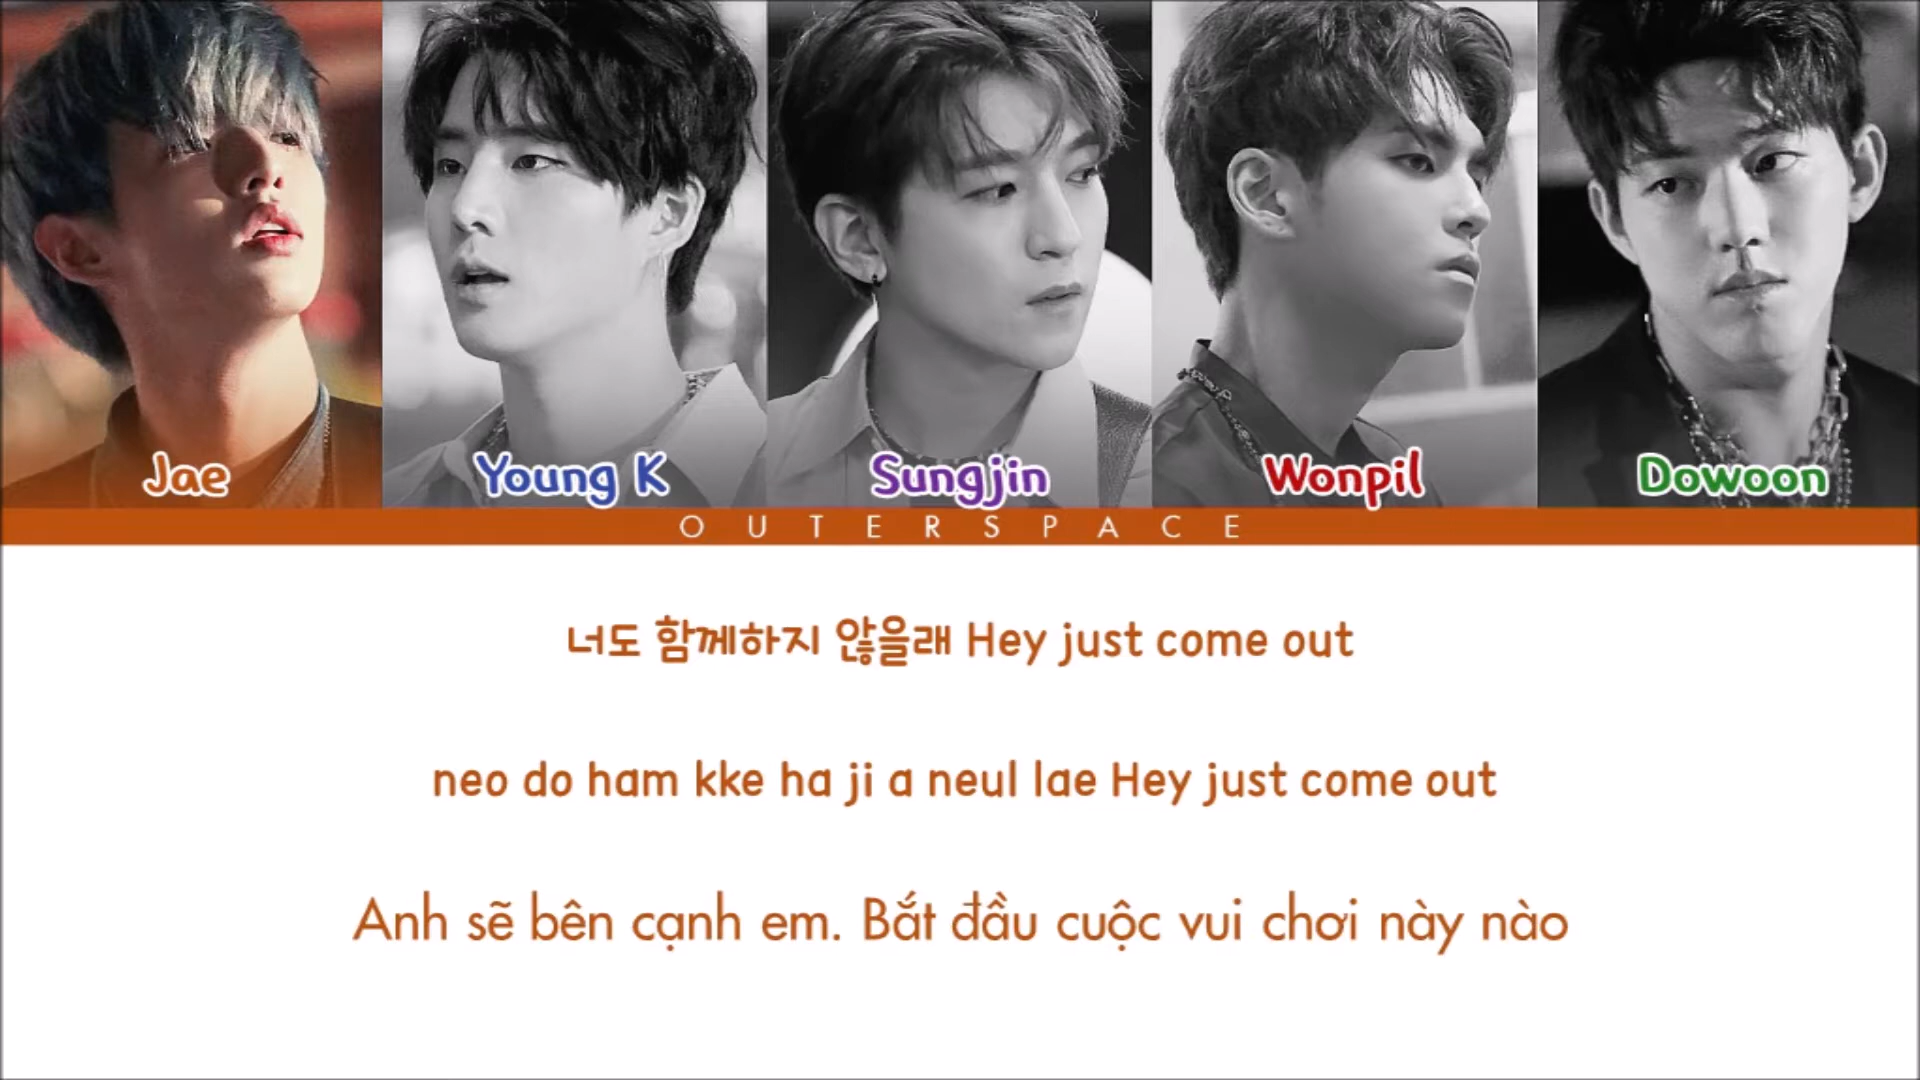 Jae Young K Sungjin Wonpil Dowoon
OUTERSPACE
너도 함께하지 않을래 Hey just come out
neo do ham kke ha ji a neul lae Hey just come out
Anh sẽ bên cạnh em. Bắt đầu cuộc vui chơi này nào